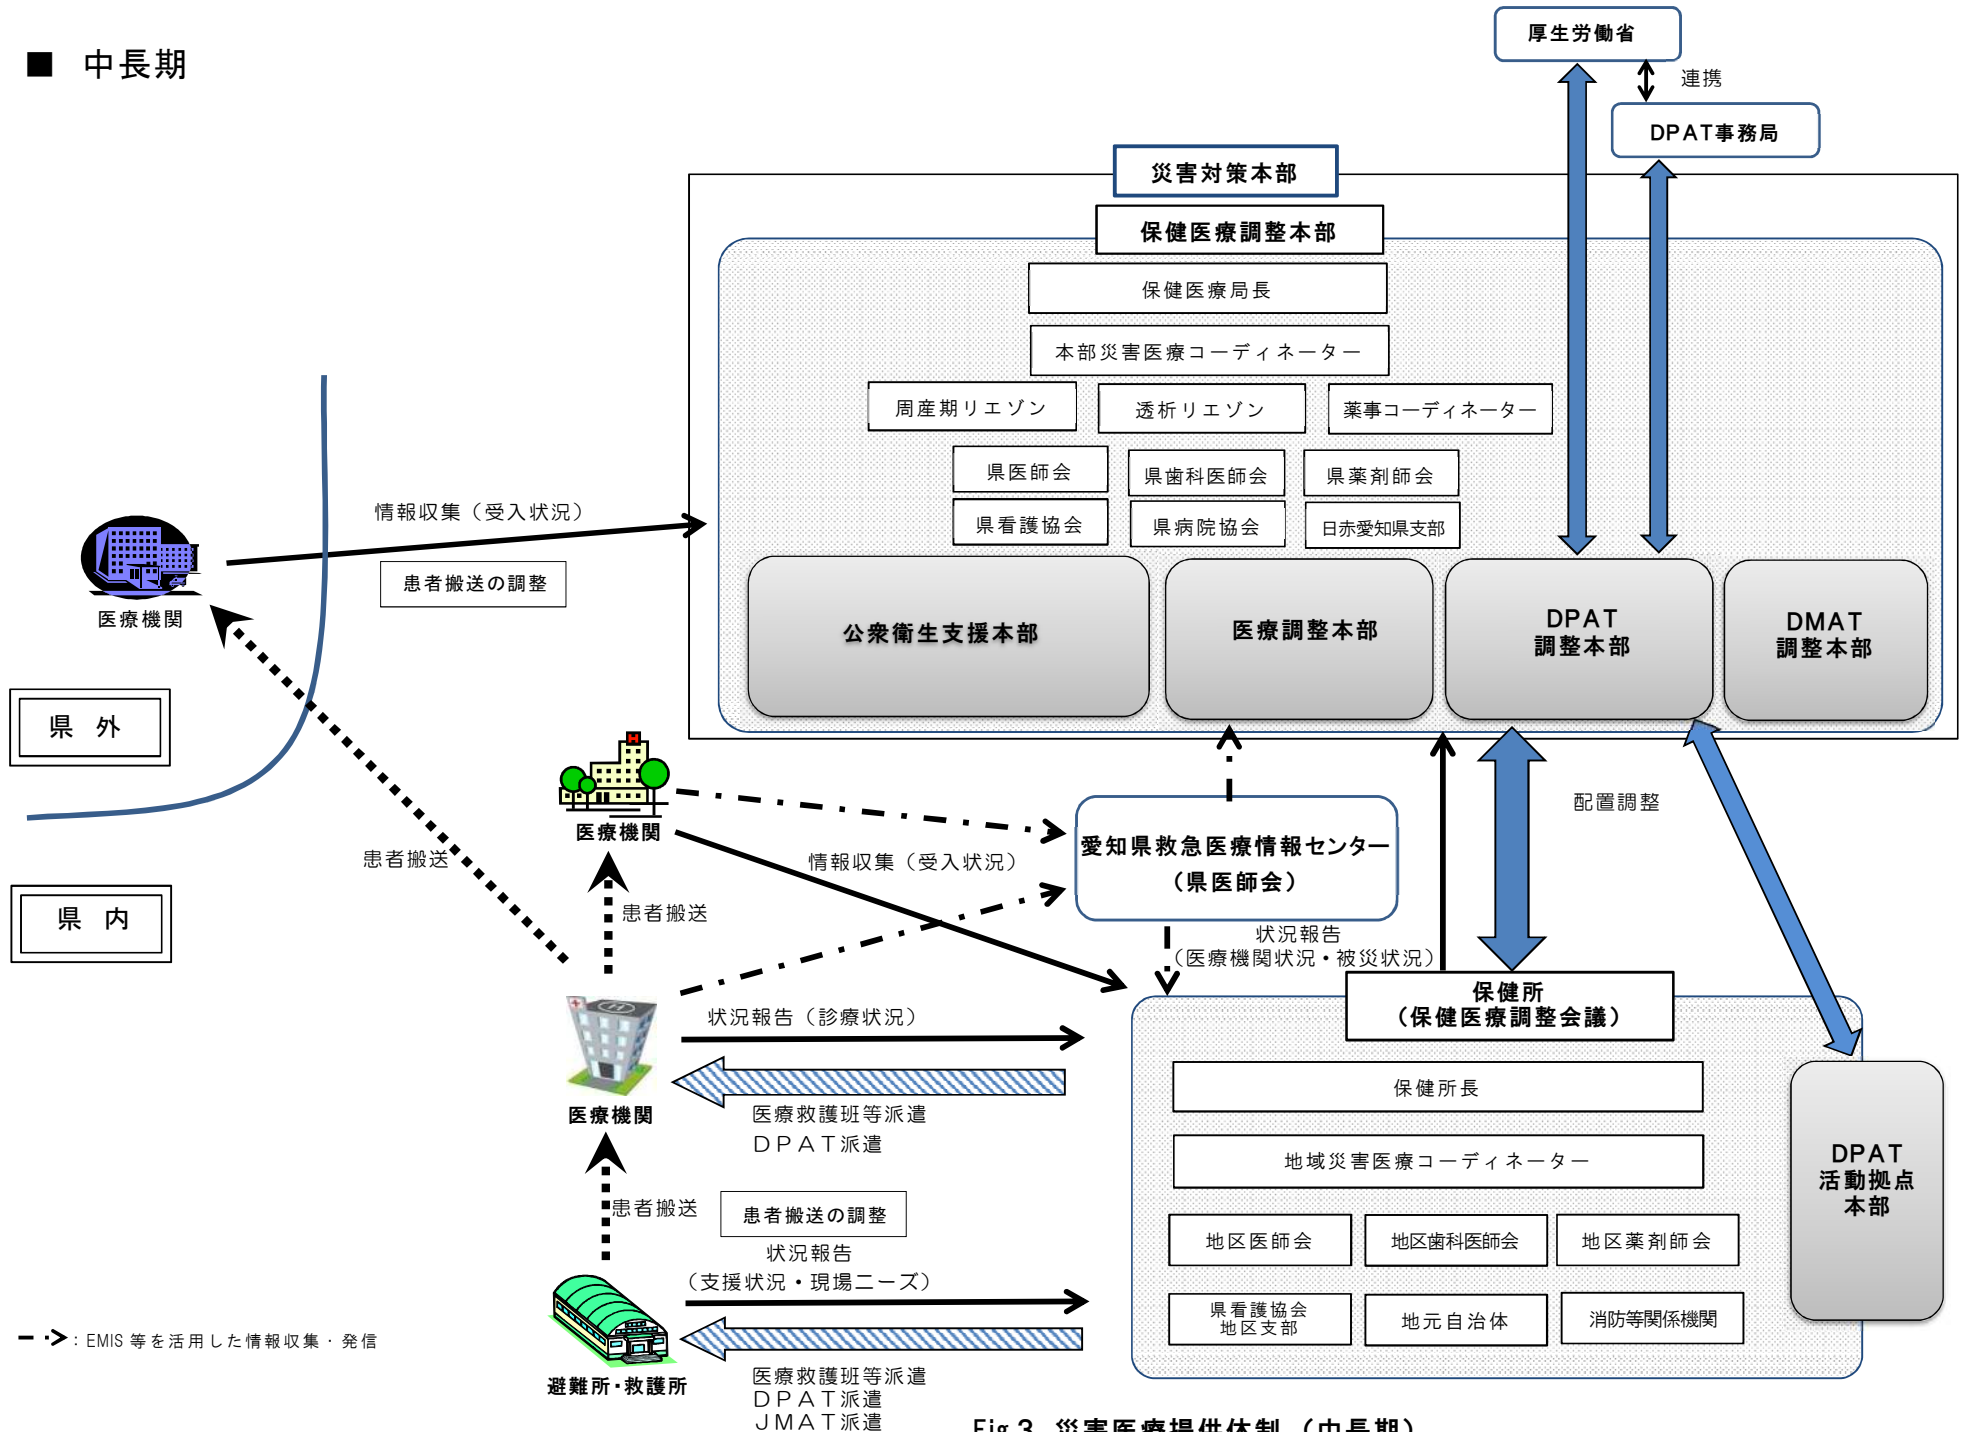 ■ 中長期
厚生労働省
連携
DPAT事務局
災害対策本部
保健医療調整本部
保健医療局長
本部災害医療コーディネーター
周産期リエゾン
透析リエゾン
薬事コーディネーター
県医師会
県歯科医師会
県薬剤師会
県看護協会
県病院協会
日赤愛知県支部
公衆衛生支援本部
医療調整本部
DPAT
調整本部
DMAT
調整本部
情報収集（受入状況）
患者搬送の調整
医療機関
県 外
県 内
患者搬送
医療機関
患者搬送
情報収集（受入状況）
愛知県救急医療情報センター
（県医師会）
配置調整
状況報告
（医療機関状況・被災状況）
保健所
（保健医療調整会議）
保健所長
地域災害医療コーディネーター
地区医師会
地区歯科医師会
地区薬剤師会
県看護協会
地区支部
地元自治体
消防等関係機関
DPAT
活動拠点
本部
状況報告（診療状況）
医療機関
医療救護班等派遣
ＤＰＡＴ派遣
患者搬送
患者搬送の調整
状況報告
（支援状況・現場ニーズ）
避難所・救護所
医療救護班等派遣
ＤＰＡＴ派遣
ＪＭＡＴ派遣
：EMIS 等を活用した情報収集・発信
Fig.3 災害医療提供体制（中長期）